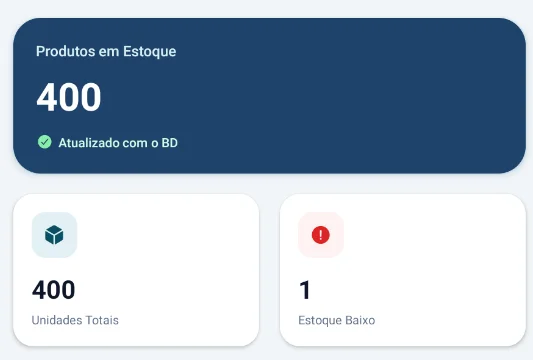 Produtos em Estoque
400
Atualizado com o BD
400
Unidades Totais
1
Estoque Baixo